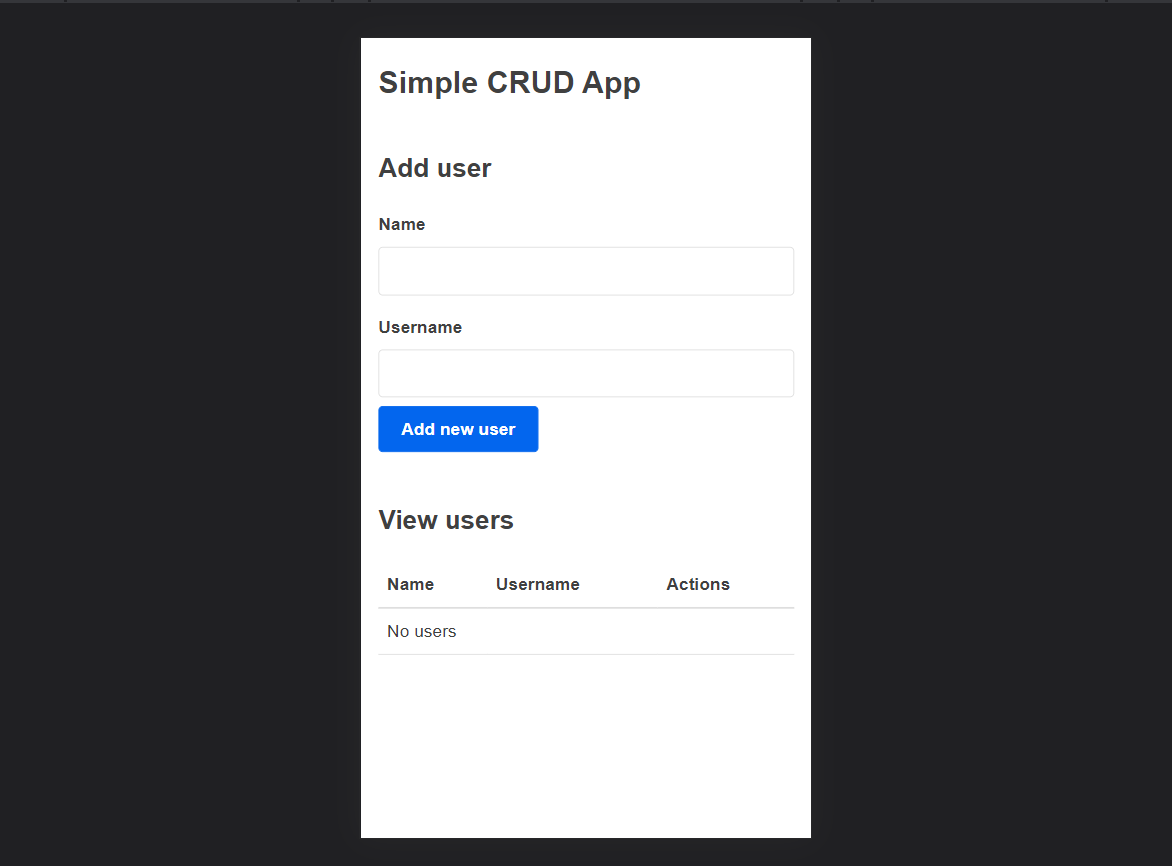 Simple CRUD App
Add user
Name
Username
Add new user
View users
Name Username Actions
No users